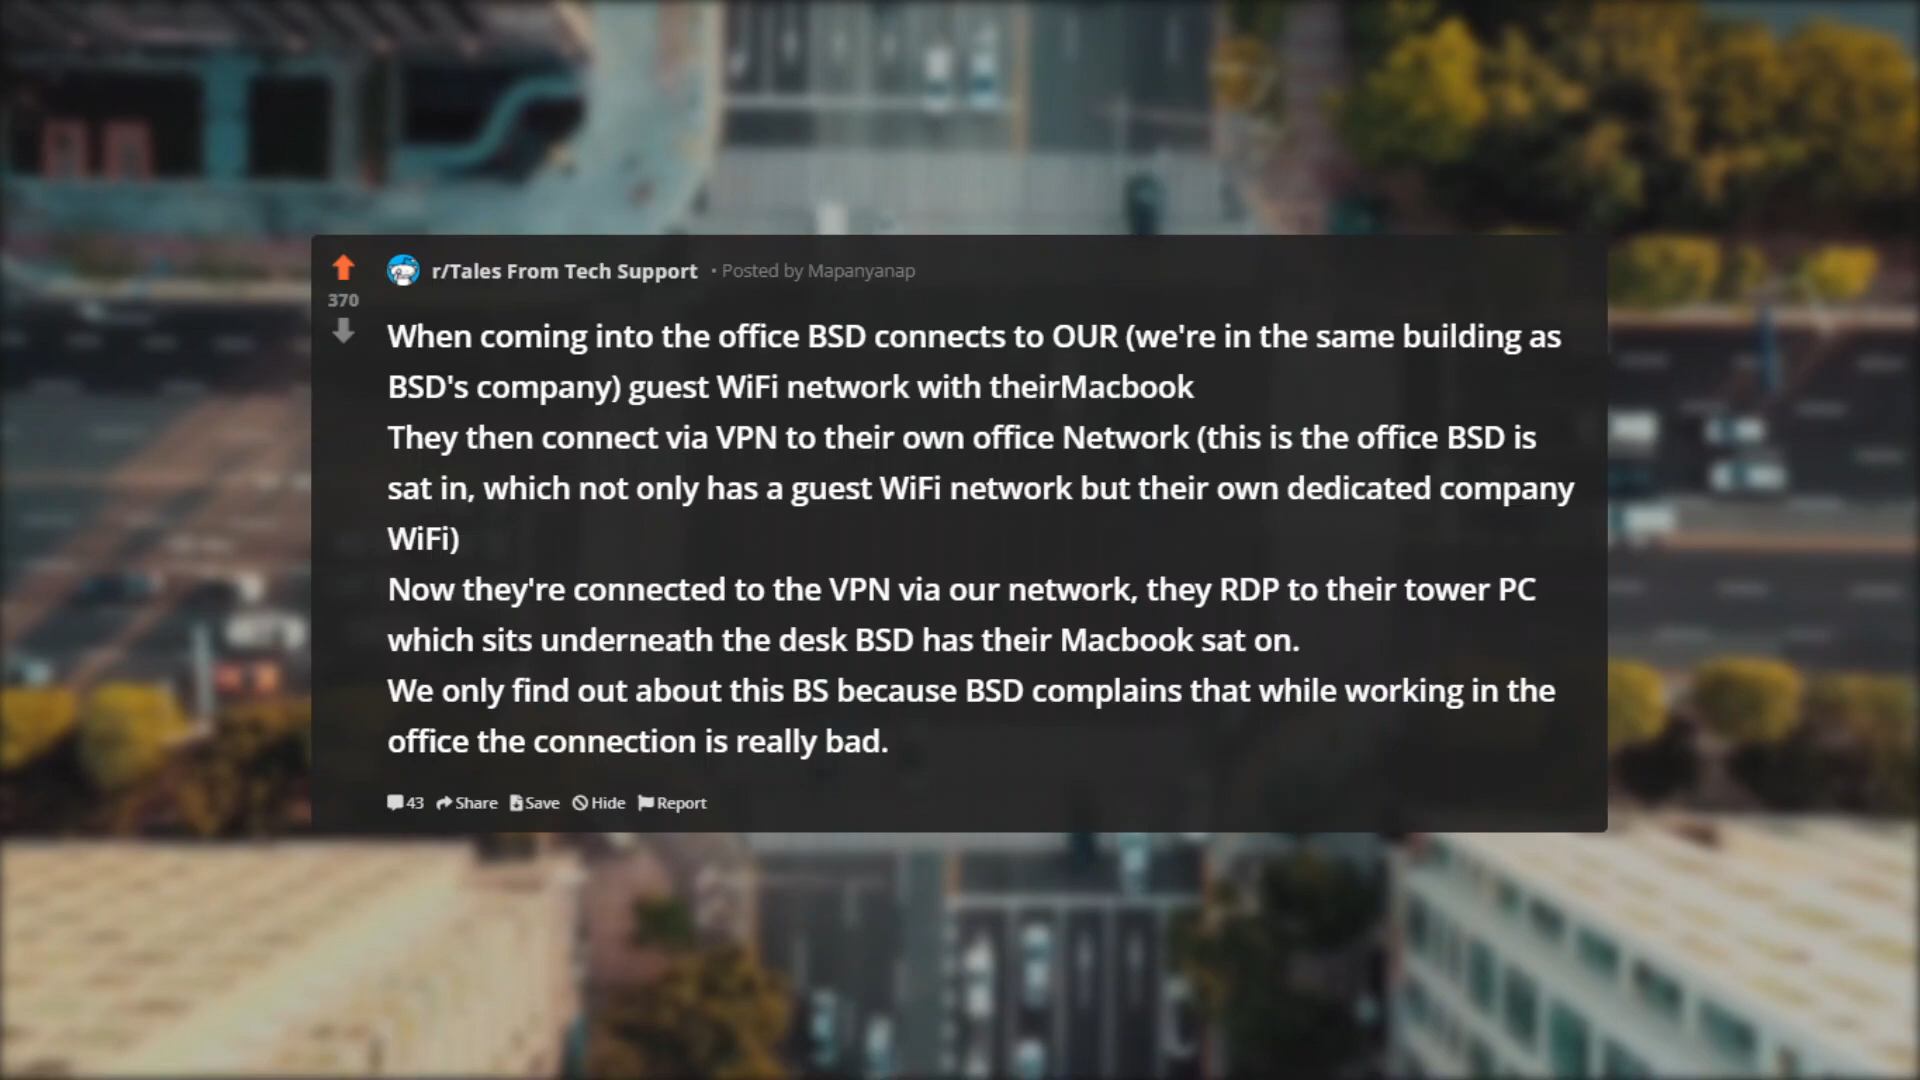 r/Tales From Tech Support • Posted by Mapanyanap
370
When coming into the office BSD connects to OUR (we're in the same building as
BSD's company) guest WiFi network with theirMacbook
They then connect via VPN to their own office Network (this is the office BSD is
sat in, which not only has a guest WiFi network but their own dedicated company
WiFi)
Now they're connected to the VPN via our network, they RDP to their tower PC
which sits underneath the desk BSD has their Macbook sat on.
We only find out about this BS because BSD complains that while working in the
office the connection is really bad.
43 Share Save Hide Report